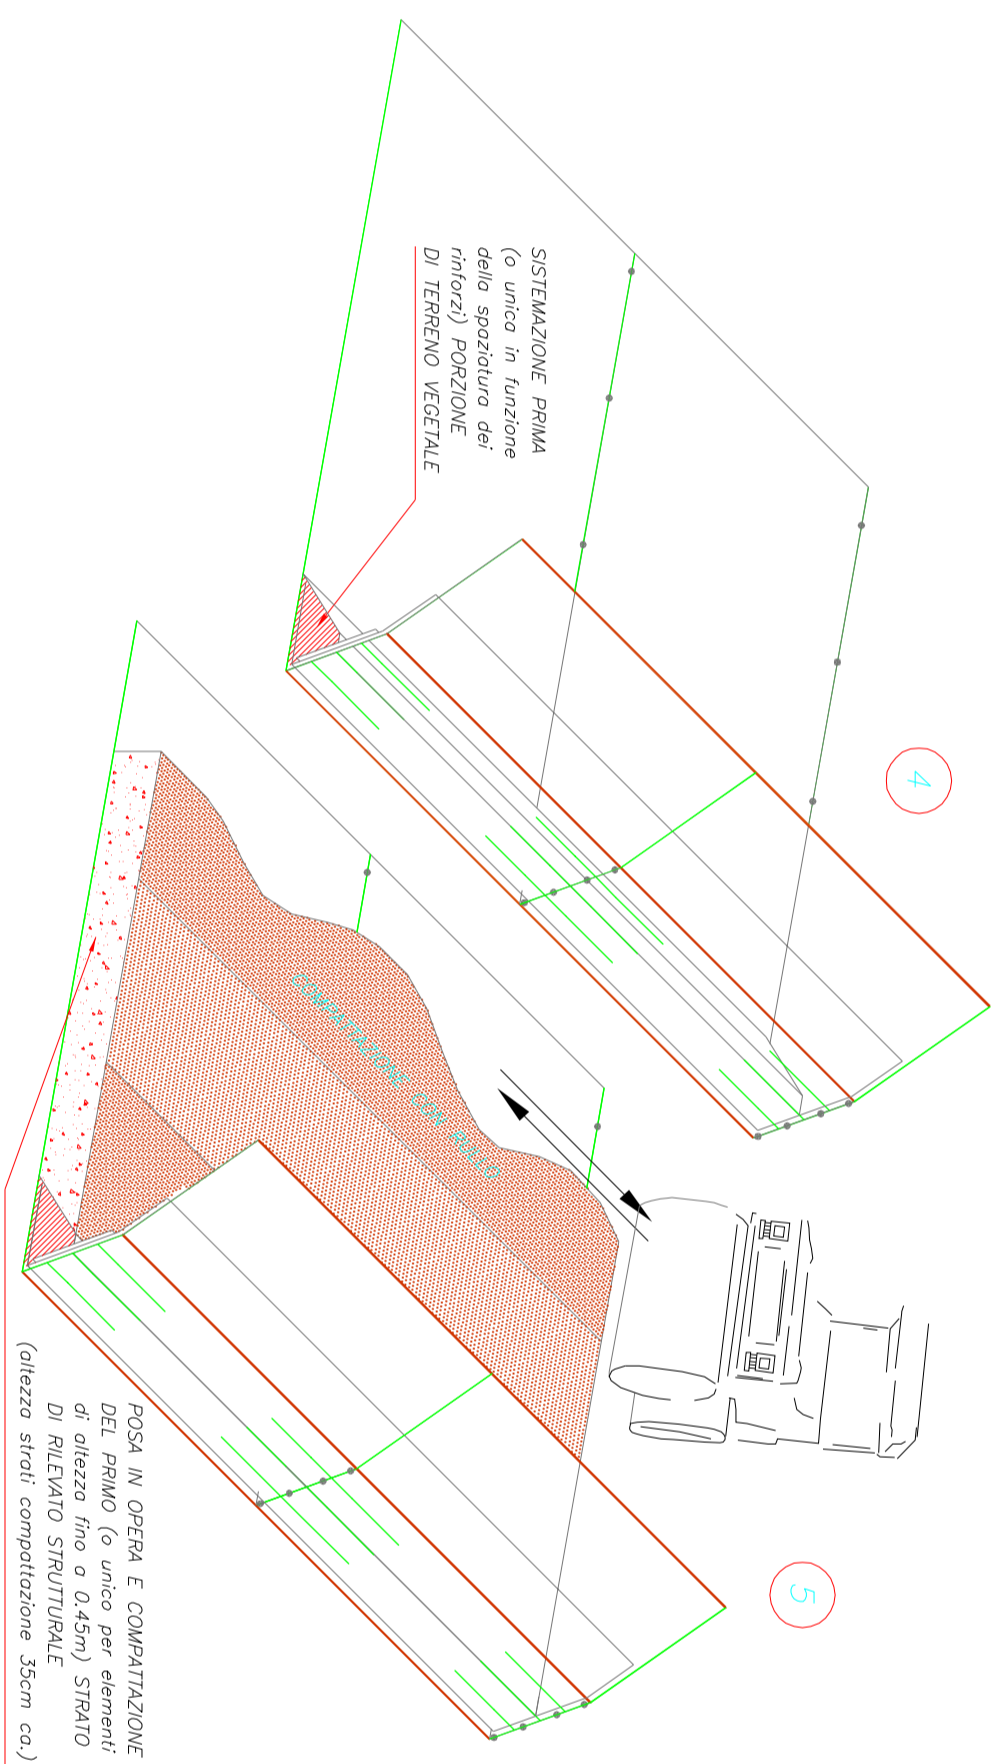 4
SISTEMAZIONE PRIMA
(o unica in funzione
della spaziatura dei
rinforzi) PORZIONE
DI TERRENO VEGETALE
5
COMPATTAZIONE CON RULLO
POSA IN OPERA E COMPATTAZIONE
DEL PRIMO (o unico per elementi
di altezza fino a 0.45m) STRATO
DI RILEVATO STRUTTURALE
(altezza strati compattazione 35cm ca.)